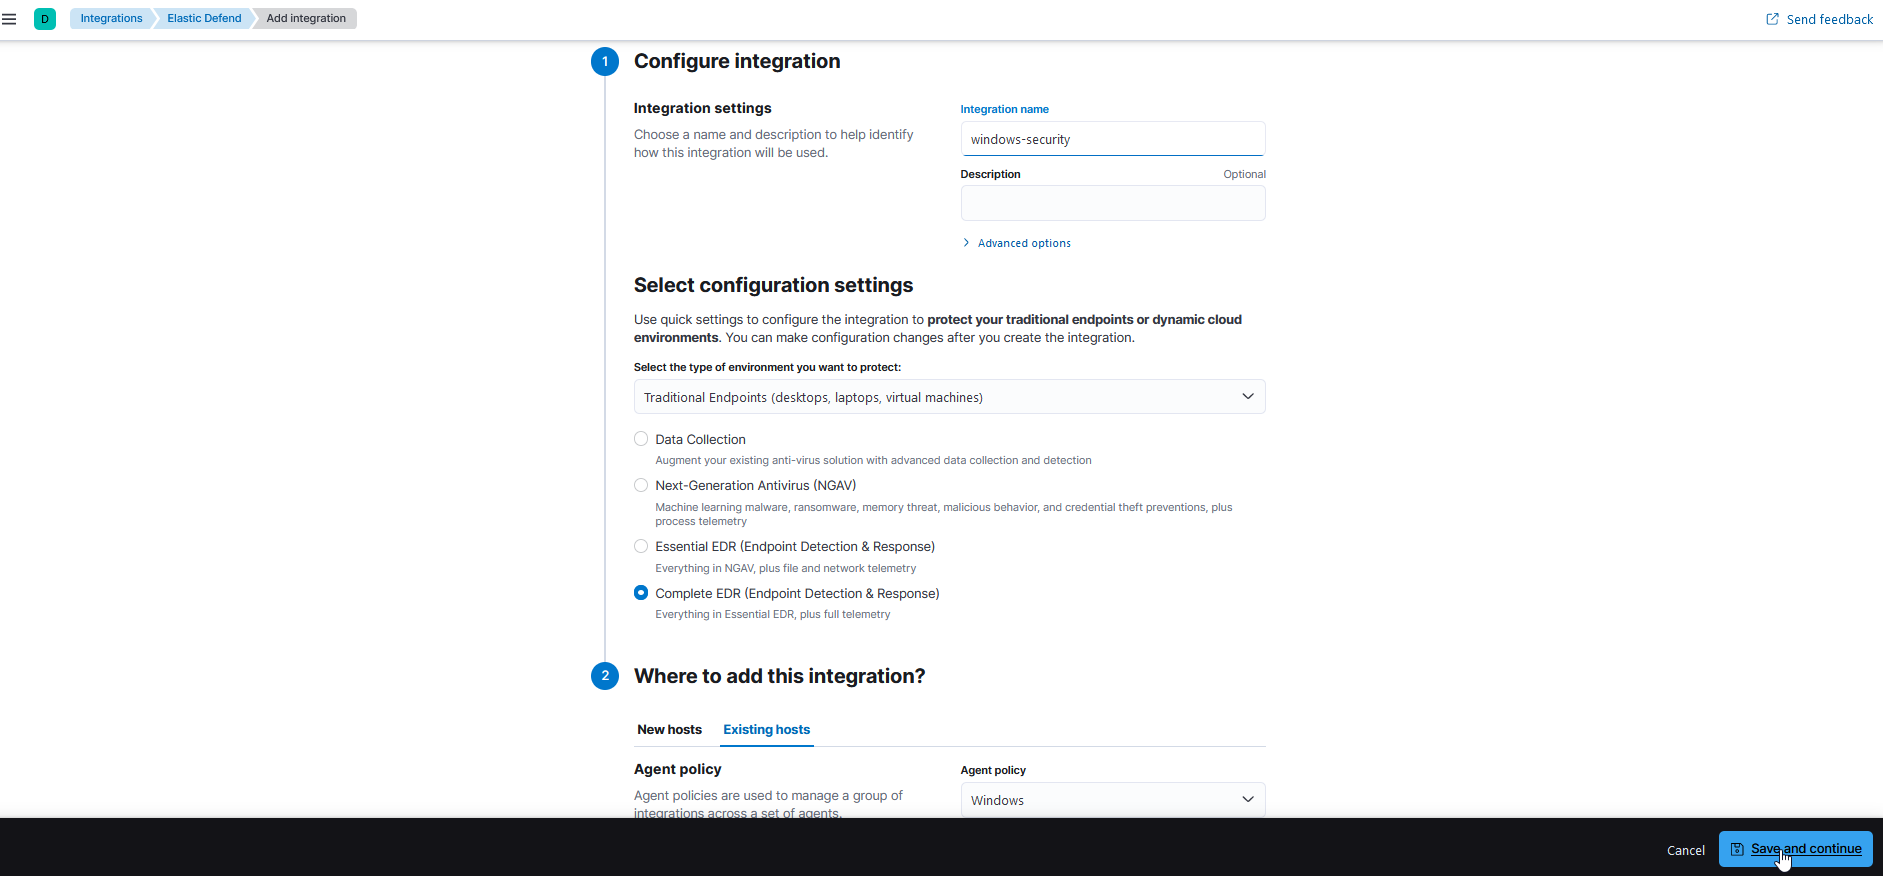 D
Integrations
Elastic Defend
Add integration
Send feedback
1
Configure integration
Integration settings
Choose a name and description to help identify
how this integration will be used.
Integration name
windows-security
Description
Optional
Advanced options
Select configuration settings
Use quick settings to configure the integration to protect your traditional endpoints or dynamic cloud
environments. You can make configuration changes after you create the integration.
Select the type of environment you want to protect:
Traditional Endpoints (desktops, laptops, virtual machines)
Data Collection
Augment your existing anti-virus solution with advanced data collection and detection
Next-Generation Antivirus (NGAV)
Machine learning malware, ransomware, memory threat, malicious behavior, and credential theft preventions, plus
process telemetry
Essential EDR (Endpoint Detection & Response)
Everything in NGAV, plus file and network telemetry
Complete EDR (Endpoint Detection & Response)
Everything in Essential EDR, plus full telemetry
2
Where to add this integration?
New hosts
Existing hosts
Agent policy
Agent policies are used to manage a group of
integrations across a set of agents.
Agent policy
Windows
Cancel
Save and continue